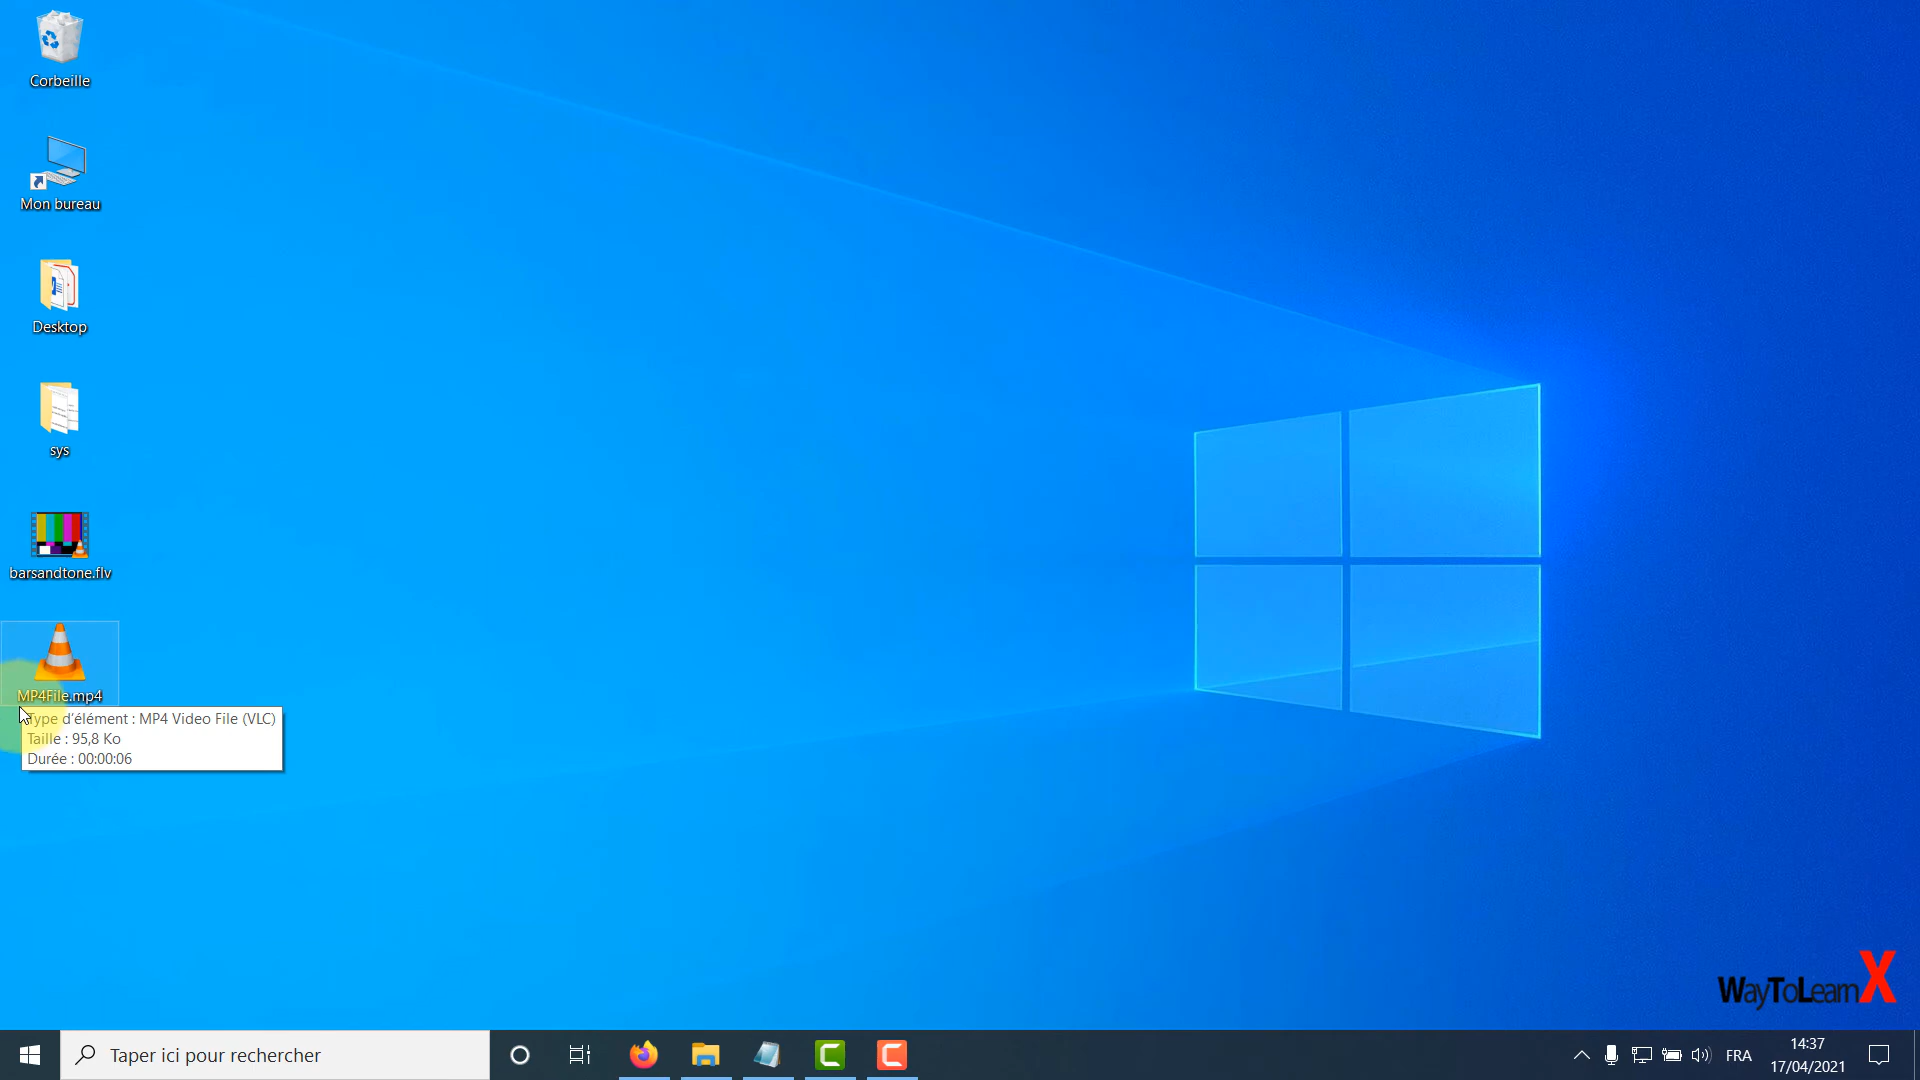 Corbeille
Mon bureau
Desktop
sys
barsandtone.flv
MP4File.mp4
Type d'élément : MP4 Video File (VLC)
Taille : 95,8 Ko
Durée : 00:00:06
WayToLearnX
Taper ici pour rechercher
FRA
14:37
17/04/2021